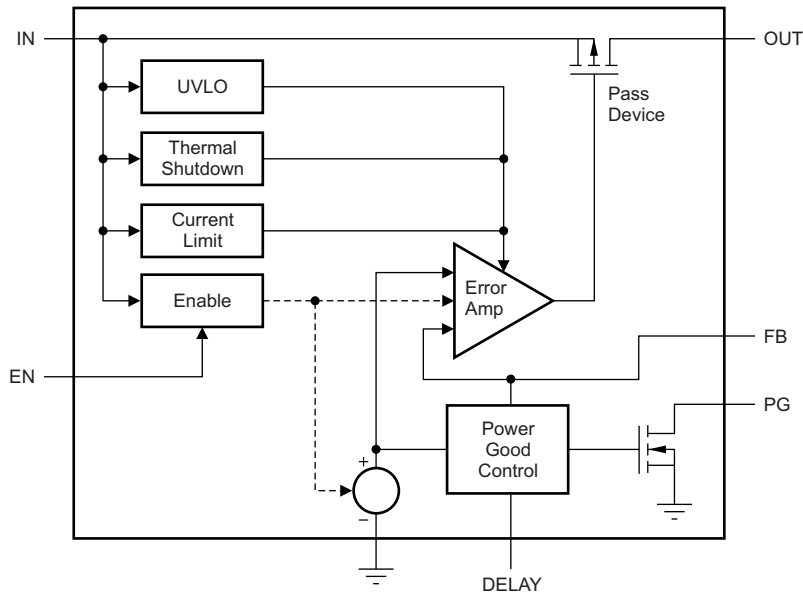 IN
OUT
UVLO
Pass
Device
Thermal
Shutdown
Current
Limit
Enable
Error
Amp
FB
EN
PG
Power
Good
Control
+
–
DELAY